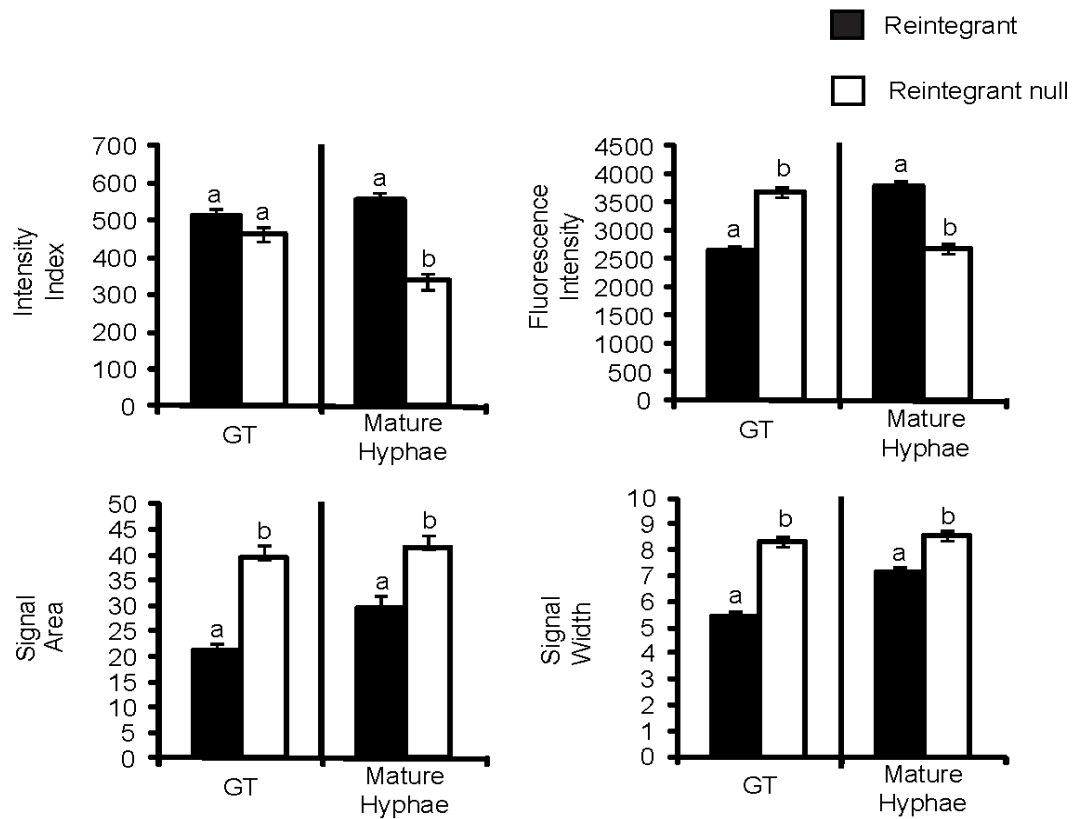 Reintegrant
Reintegrant null
Intensity
Index
700
600
500
400
300
200
100
0
a
a
a
b
GT
Mature
Hyphae
Fluorescence
Intensity
4500
4000
3500
3000
2500
2000
1500
1000
500
0
a
b
a
b
GT
Mature
Hyphae
Signal
Area
50
45
40
35
30
25
20
15
10
5
0
a
b
a
b
GT
Mature
Hyphae
Signal
Width
10
9
8
7
6
5
4
3
2
1
0
a
b
a
b
GT
Mature
Hyphae